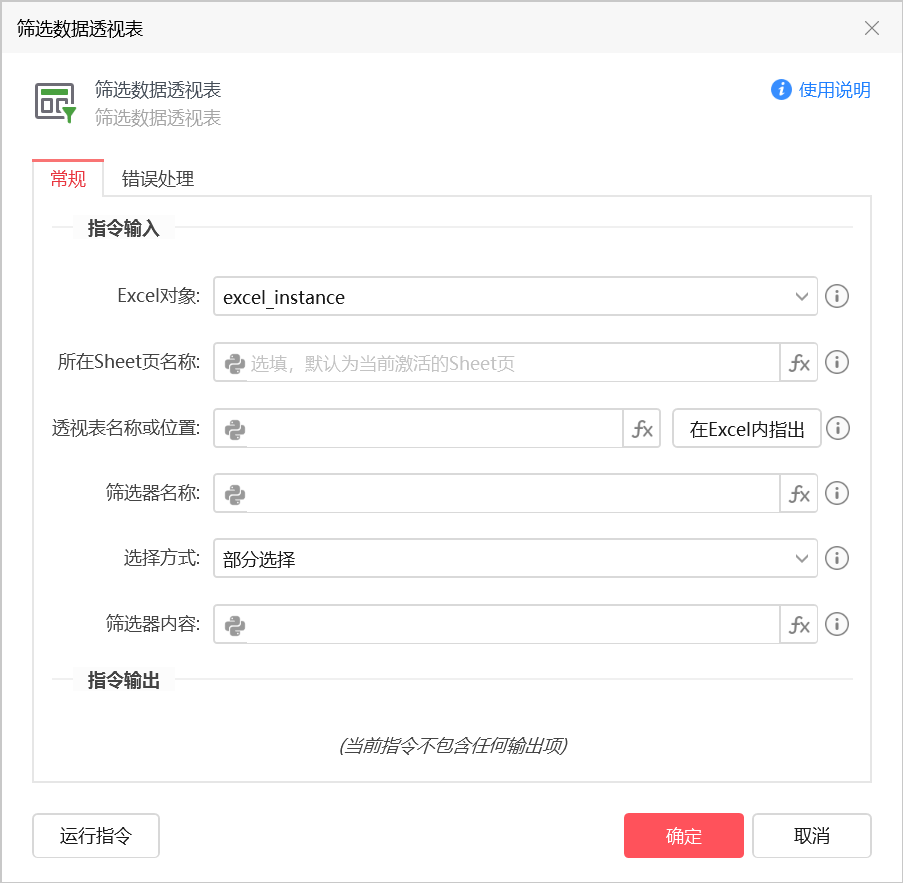 筛选数据透视表
筛选数据透视表
使用说明
筛选数据透视表
常规
错误处理
指令输入
Excel对象:
excel_instance
所在Sheet页名称:
选填，默认为当前激活的Sheet页
fx
透视表名称或位置:
fx
在Excel内指出
筛选器名称:
fx
选择方式:
部分选择
筛选器内容:
fx
指令输出
(当前指令不包含任何输出项)
运行指令
确定
取消